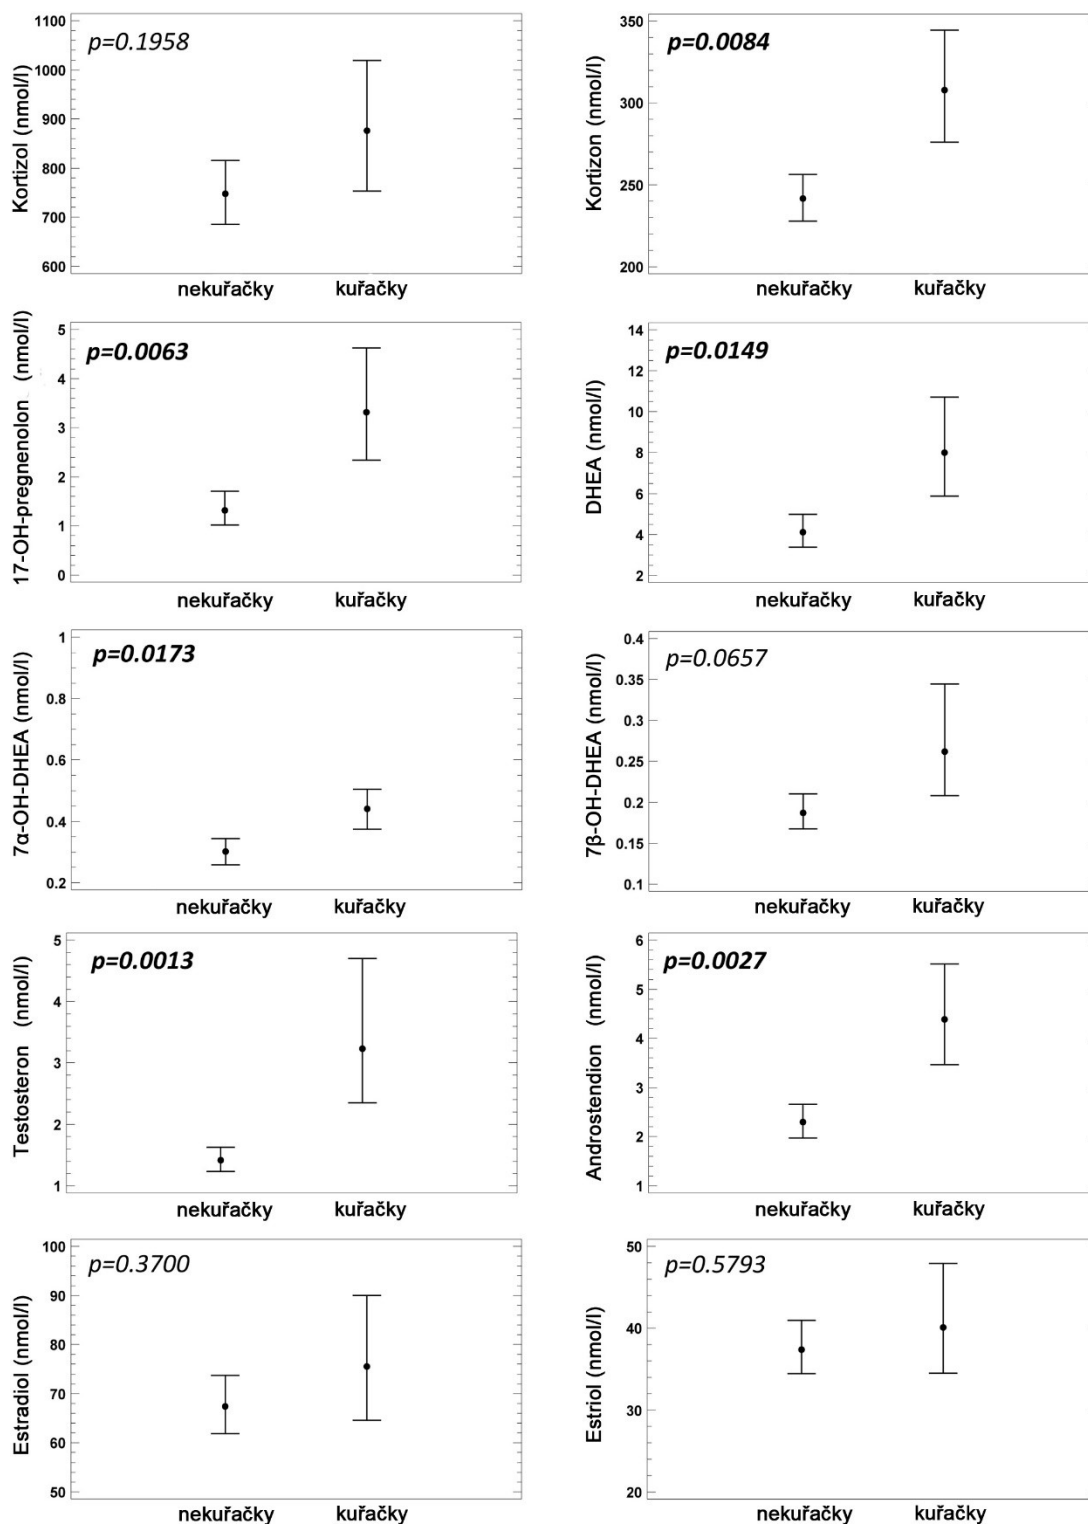 Kortizol (nmol/l)
1100
1000
900
800
700
600
p=0.1958
nekuřačky kuřačky
Kortizon (nmol/l)
350
300
250
200
p=0.0084
nekuřačky kuřačky
17-OH-pregnenolon (nmol/l)
5
4
3
2
1
0
p=0.0063
nekuřačky kuřačky
DHEA (nmol/l)
14
12
10
8
6
4
2
p=0.0149
nekuřačky kuřačky
7α-OH-DHEA (nmol/l)
1
0.8
0.6
0.4
0.2
p=0.0173
nekuřačky kuřačky
7β-OH-DHEA (nmol/l)
0.4
0.35
0.3
0.25
0.2
0.15
0.1
p=0.0657
nekuřačky kuřačky
Testosteron (nmol/l)
5
4
3
2
1
p=0.0013
nekuřačky kuřačky
Androstendion (nmol/l)
6
5
4
3
2
1
p=0.0027
nekuřačky kuřačky
Estradiol (nmol/l)
100
90
80
70
60
50
p=0.3700
nekuřačky kuřačky
Estriol (nmol/l)
50
40
30
20
p=0.5793
nekuřačky kuřačky